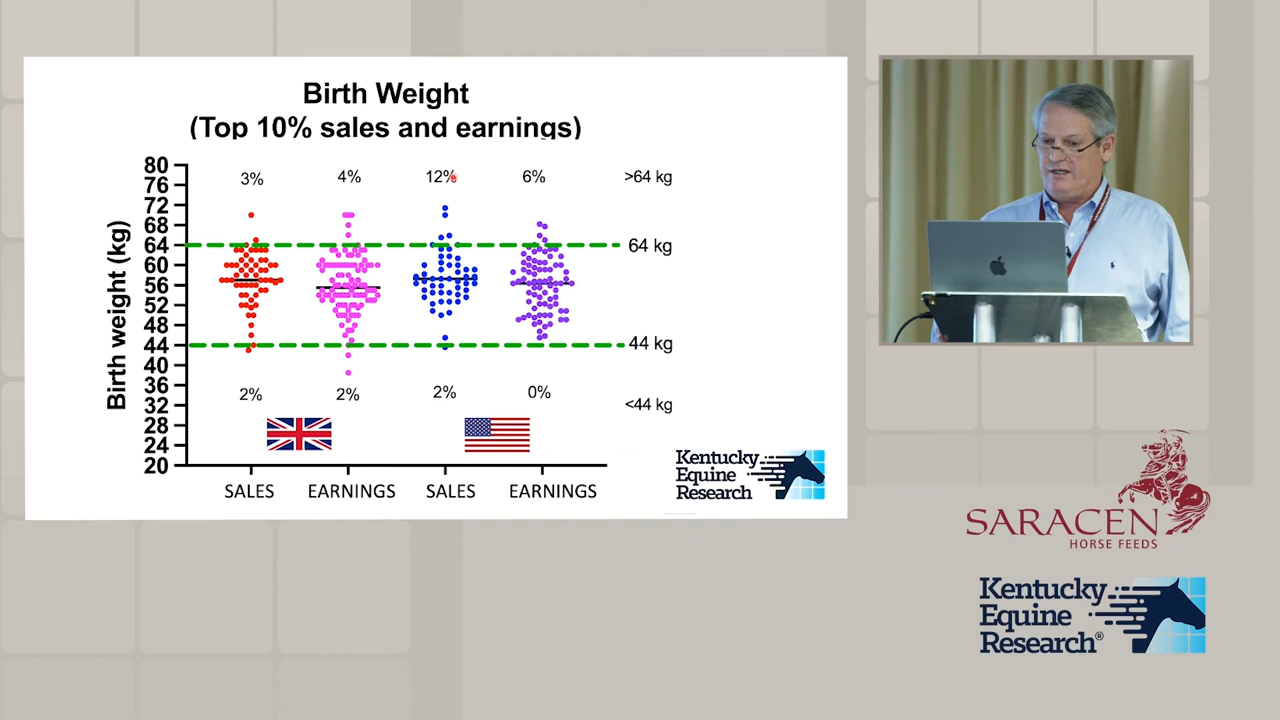 Birth Weight
(Top 10% sales and earnings)
Birth weight (kg)
80
76
72
68
64
60
56
52
48
44
40
36
32
28
24
20
3%
4%
12%
6%
>64 kg
64 kg
44 kg
2%
2%
2%
0%
<44 kg
SALES
EARNINGS
SALES
EARNINGS
Kentucky
Equine
Research
SARACEN
HORSE FEEDS
Kentucky
Equine
Research®